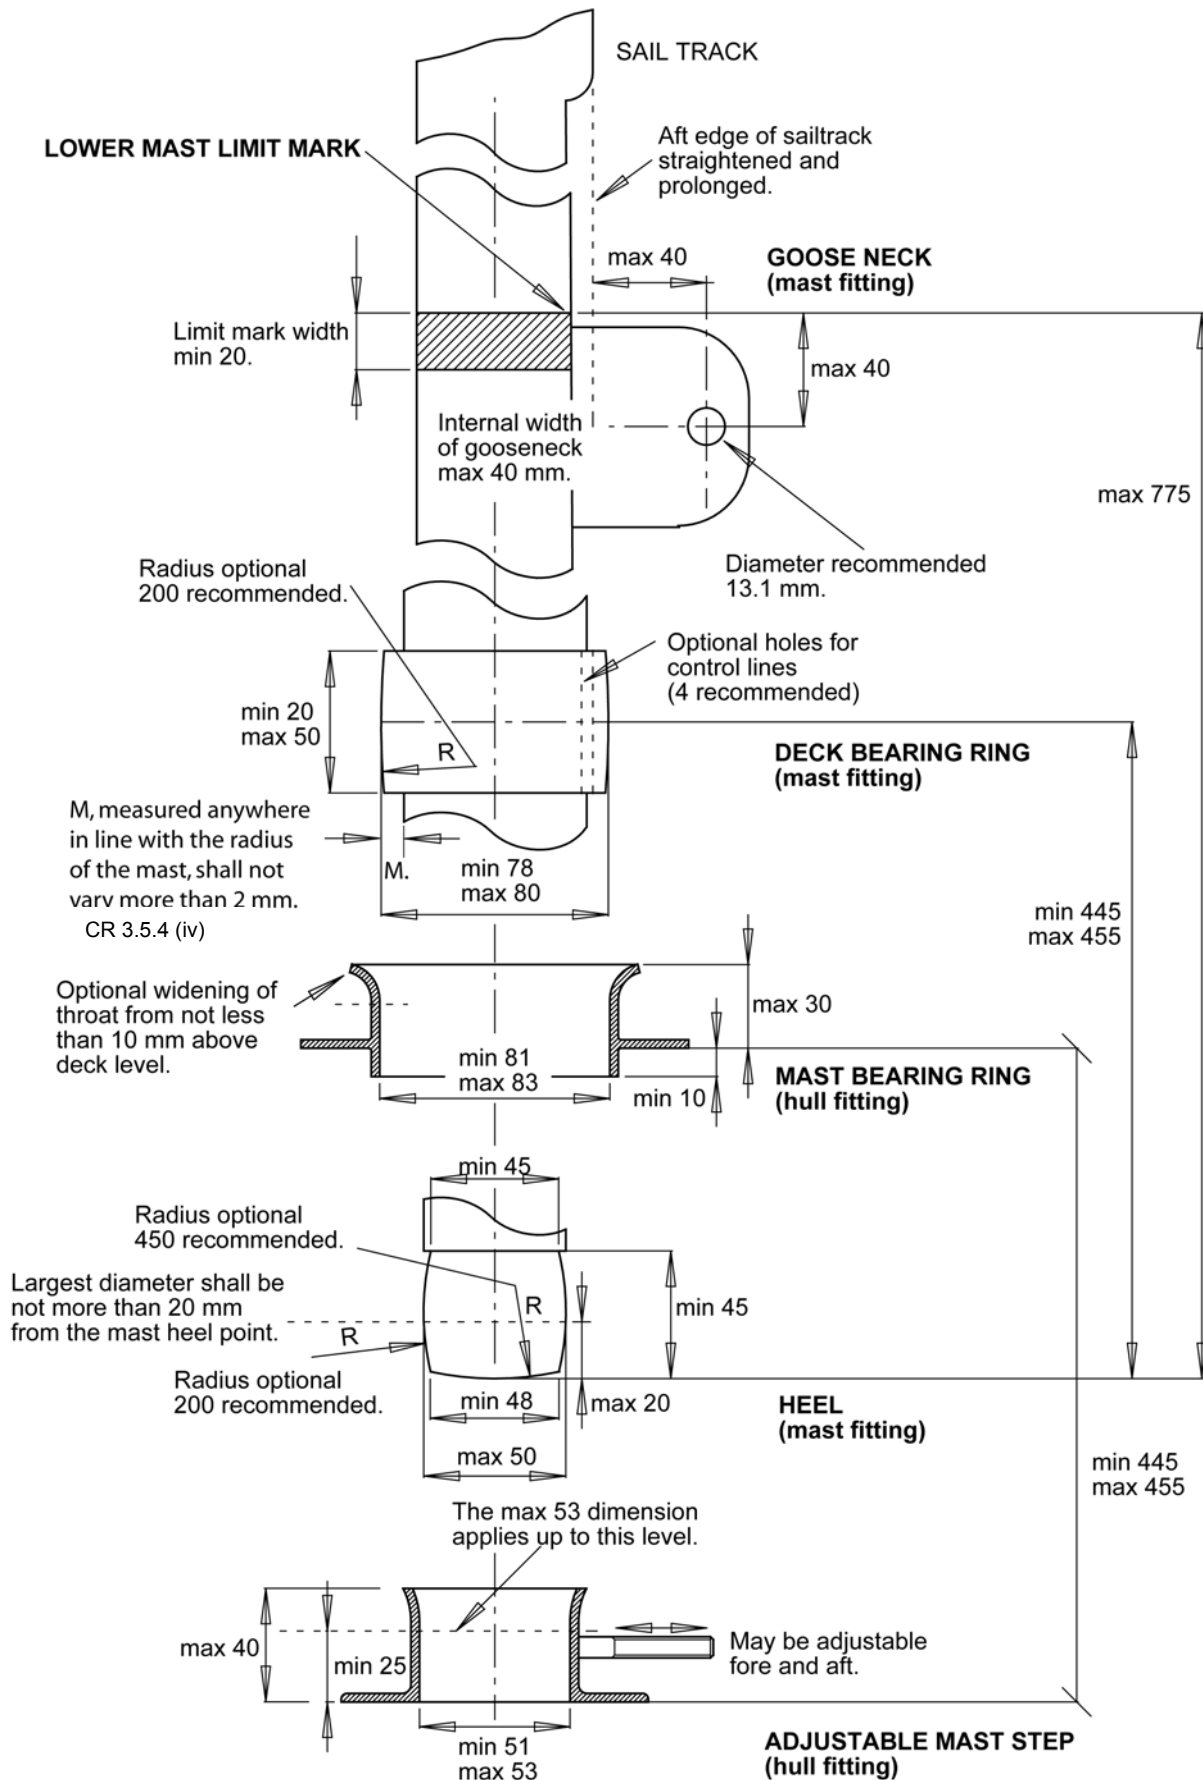 SAIL TRACK
LOWER MAST LIMIT MARK
Aft edge of sailtrack
straightened and
prolonged.
max 40
GOOSE NECK
(mast fitting)
Limit mark width
min 20.
max 40
Internal width
of gooseneck
max 40 mm.
max 775
Radius optional
200 recommended.
Diameter recommended
13.1 mm.
Optional holes for
control lines
(4 recommended)
min 20
max 50
R
DECK BEARING RING
(mast fitting)
M, measured anywhere
in line with the radius
of the mast, shall not
vary more than 2 mm.
CR 3.5.4 (iv)
M.
min 78
max 80
min 445
max 455
Optional widening of
throat from not less
than 10 mm above
deck level.
max 30
min 81
max 83
min 10
MAST BEARING RING
(hull fitting)
min 45
Radius optional
450 recommended.
Largest diameter shall be
not more than 20 mm
from the mast heel point.
R
R
min 45
Radius optional
200 recommended.
min 48
max 20
HEEL
(mast fitting)
max 50
min 445
max 455
The max 53 dimension
applies up to this level.
max 40
min 25
May be adjustable
fore and aft.
min 51
max 53
ADJUSTABLE MAST STEP
(hull fitting)